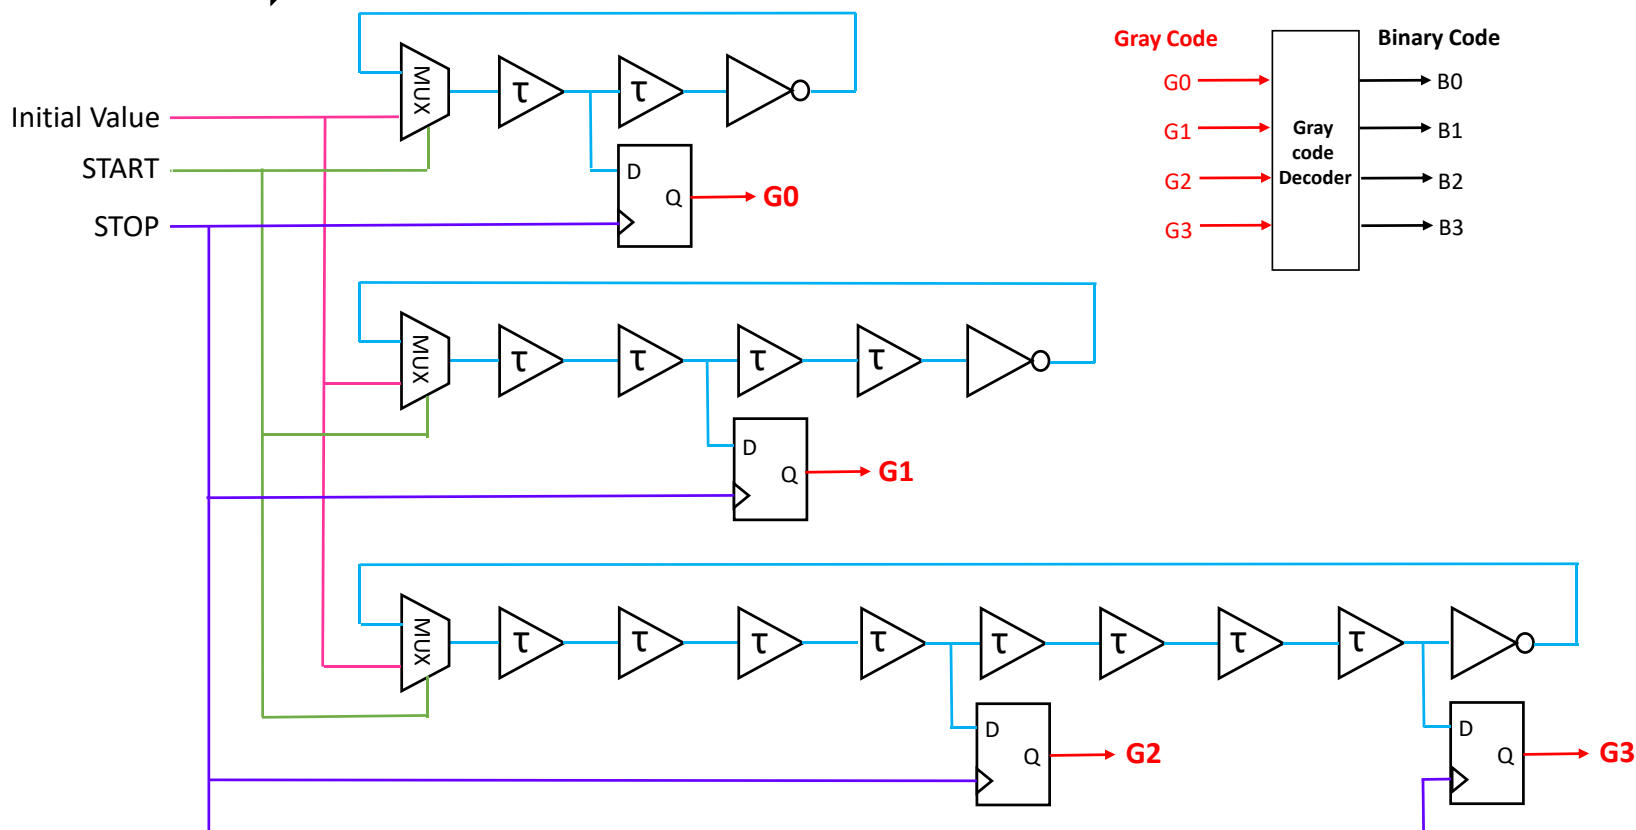 Gray Code
Binary Code
MUX
τ
τ
G0
B0
Initial Value
G1
Gray
code
Decoder
B1
START
D
G2
B2
Q
G0
STOP
G3
B3
MUX
τ
τ
τ
τ
D
Q
G1
MUX
τ
τ
τ
τ
τ
τ
τ
τ
D
Q
G2
D
Q
G3